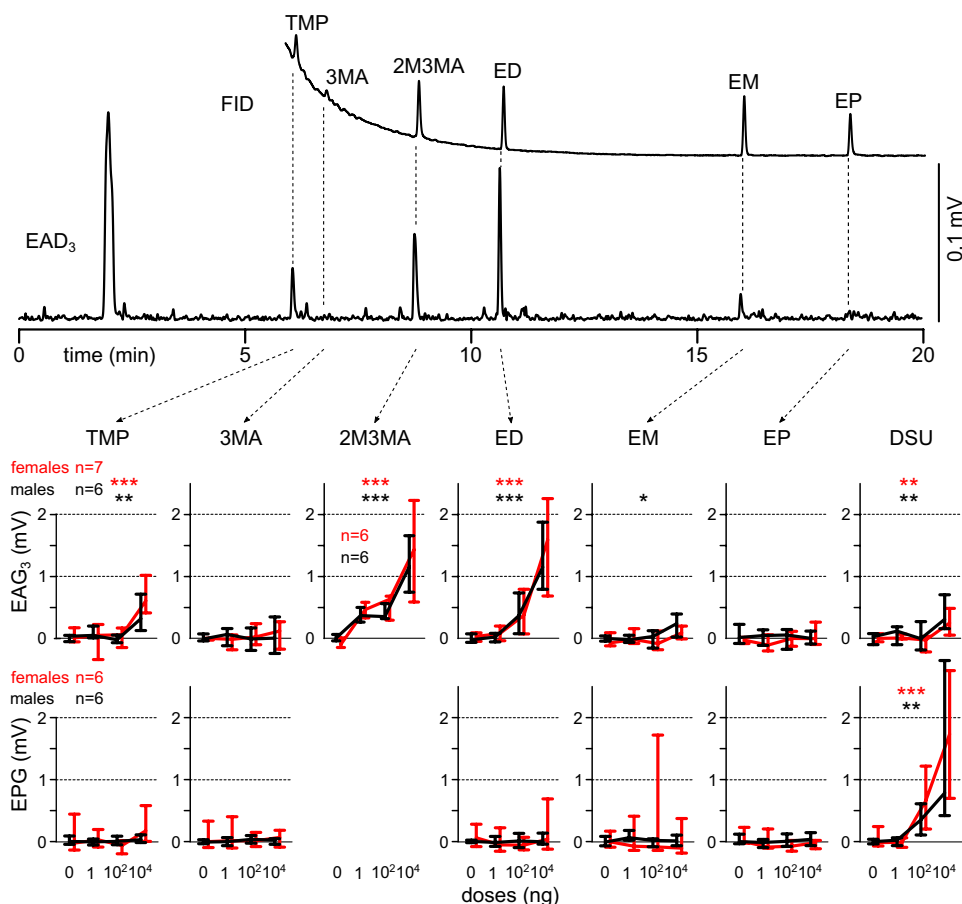 TMP
3MA
2M3MA
ED
EM
EP
FID
EAD₃
0.1 mV
0 time (min) 5 10 15 20
TMP 3MA 2M3MA ED EM EP DSU
females n=7
males n=6
*** *** *** **
** *** *** * **
n=6
n=6
EAG₃ (mV)
2 2 2 2 2 2 2
1 1 1 1 1 1 1
0 0 0 0 0 0 0
females n=6
males n=6
***
**
EPG (mV)
2 2 2 2 2 2
1 1 1 1 1 1
0 0 0 0 0 0
0 1 10² 10⁴ 0 1 10² 10⁴ 0 1 10² 10⁴ 0 1 10² 10⁴ 0 1 10² 10⁴ 0 1 10² 10⁴ 0 1 10² 10⁴
doses (ng)